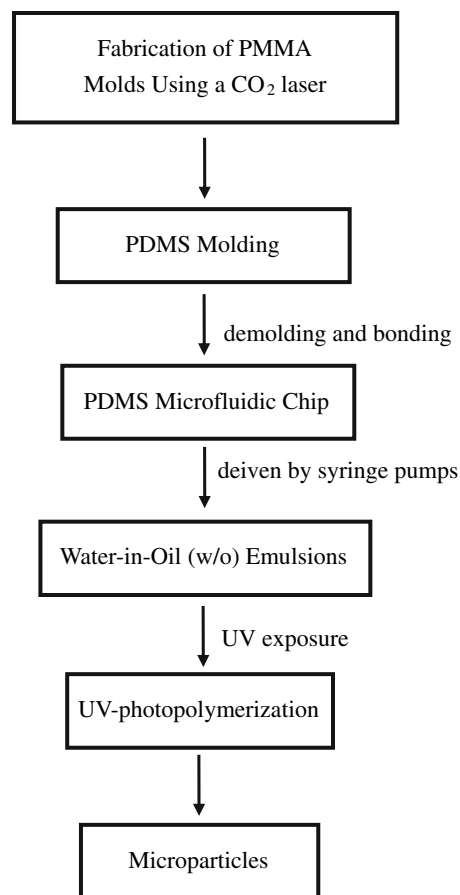 Fabrication of PMMA
Molds Using a CO₂ laser
PDMS Molding
demolding and bonding
PDMS Microfluidic Chip
deiven by syringe pumps
Water-in-Oil (w/o) Emulsions
UV exposure
UV-photopolymerization
Microparticles